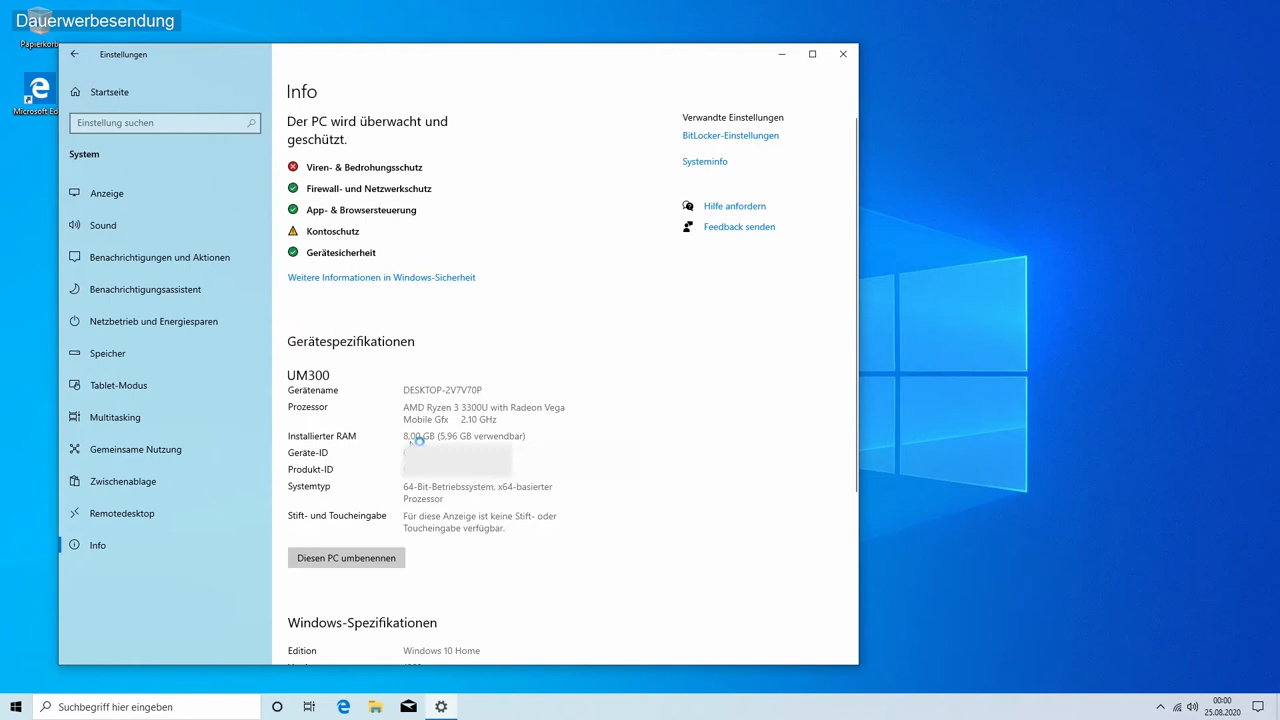 Dauerwerbesendung
Papierkorb
Microsoft Ed
Einstellungen
Startseite
Einstellung suchen
System
Anzeige
Sound
Benachrichtigungen und Aktionen
Benachrichtigungsassistent
Netzbetrieb und Energiesparen
Speicher
Tablet-Modus
Multitasking
Gemeinsame Nutzung
Zwischenablage
Remotedesktop
Info
Info
Der PC wird überwacht und
geschützt.
Viren- & Bedrohungsschutz
Firewall- und Netzwerkschutz
App- & Browsersteuerung
Kontoschutz
Gerätesicherheit
Weitere Informationen in Windows-Sicherheit
Gerätespezifikationen
UM300
Gerätename DESKTOP-2V7V70P
Prozessor AMD Ryzen 3 3300U with Radeon Vega
Mobile Gfx 2.10 GHz
Installierter RAM 8,00 GB (5,96 GB verwendbar)
Geräte-ID
Produkt-ID
Systemtyp 64-Bit-Betriebssystem, x64-basierter
Prozessor
Stift- und Toucheingabe Für diese Anzeige ist keine Stift- oder
Toucheingabe verfügbar.
Diesen PC umbenennen
Windows-Spezifikationen
Edition Windows 10 Home
Verwandte Einstellungen
BitLocker-Einstellungen
Systeminfo
Hilfe anfordern
Feedback senden
Suchbegriff hier eingeben
00:00
25.08.2020